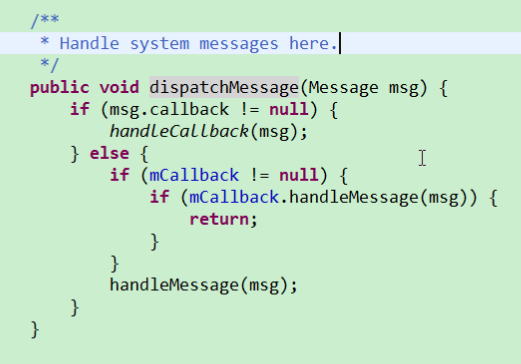 /**
 * Handle system messages here.
 */
public void dispatchMessage(Message msg) {
    if (msg.callback != null) {
        handleCallback(msg);
    } else {
        if (mCallback != null) {
            if (mCallback.handleMessage(msg)) {
                return;
            }
        }
        handleMessage(msg);
    }
}